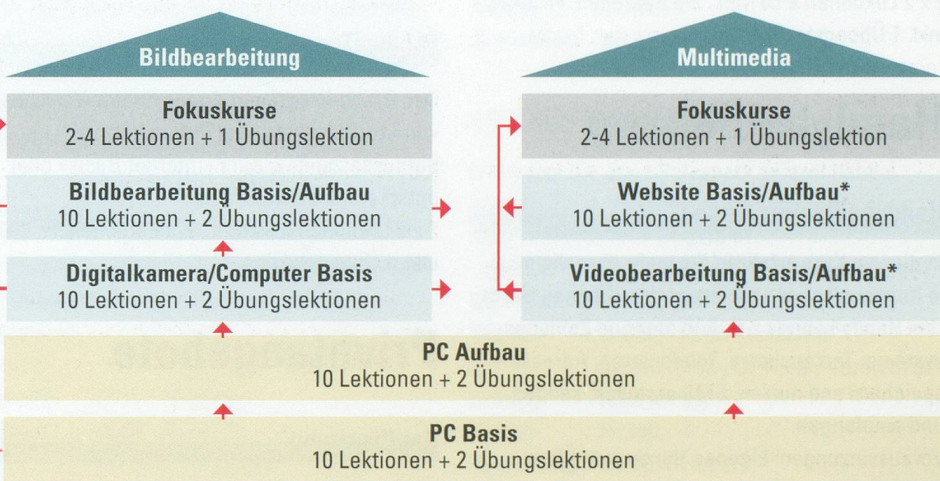 Bildbearbeitung
Fokuskurse
2-4 Lektionen + 1 Übungslektion
Bildbearbeitung Basis/Aufbau
10 Lektionen + 2 Übungslektionen
Digitalkamera/Computer Basis
10 Lektionen + 2 Übungslektionen
Multimedia
Fokuskurse
2-4 Lektionen + 1 Übungslektion
Website Basis/Aufbau*
10 Lektionen + 2 Übungslektionen
Videobearbeitung Basis/Aufbau*
10 Lektionen + 2 Übungslektionen
PC Aufbau
10 Lektionen + 2 Übungslektionen
PC Basis
10 Lektionen + 2 Übungslektionen